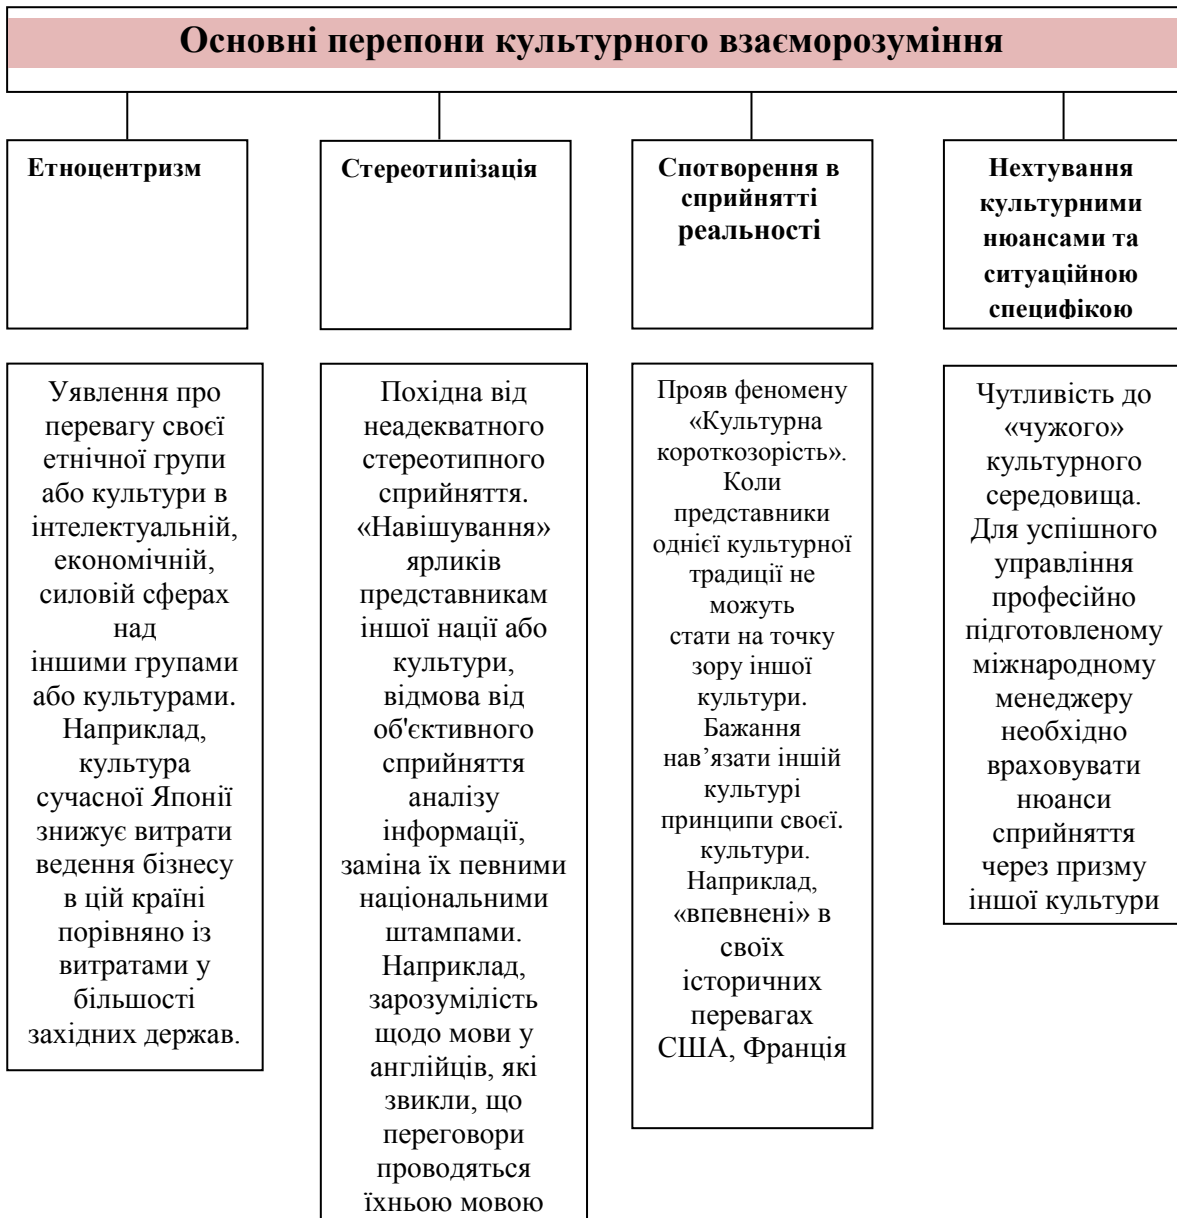 Основні перепони культурного взаєморозуміння
Етноцентризм
Стереотипізація
Спотворення в
сприйнятті
реальності
Нехтування
культурними
нюансами та
ситуаційною
специфікою
Уявлення про
перевагу своєї
етнічної групи
або культури в
інтелектуальній,
економічній,
силовій сферах
над
іншими групами
або культурами.
Наприклад,
культура
сучасної Японії
знижує витрати
ведення бізнесу
в цій країні
порівняно із
витратами у
більшості
західних держав.
Похідна від
неадекватного
стереотипного
сприйняття.
«Навішування»
ярликів
представникам
іншої нації або
культури,
відмова від
об'єктивного
сприйняття
аналізу
інформації,
заміна їх певними
національними
штампами.
Наприклад,
зарозумілість
щодо мови у
англійців, які
звикли, що
переговори
проводяться
їхньою мовою
Прояв феномену
«Культурна
короткозорість».
Коли
представники
однієї культурної
традиції не
можуть
стати на точку
зору іншої
культури.
Бажання
нав’язати іншій
культурі
принципи своєї.
культури.
Наприклад,
«впевнені» в
своїх
історичних
перевагах
США, Франція
Чутливість до
«чужого»
культурного
середовища.
Для успішного
управління
професійно
підготовленому
міжнародному
менеджеру
необхідно
враховувати
нюанси
сприйняття
через призму
іншої культури